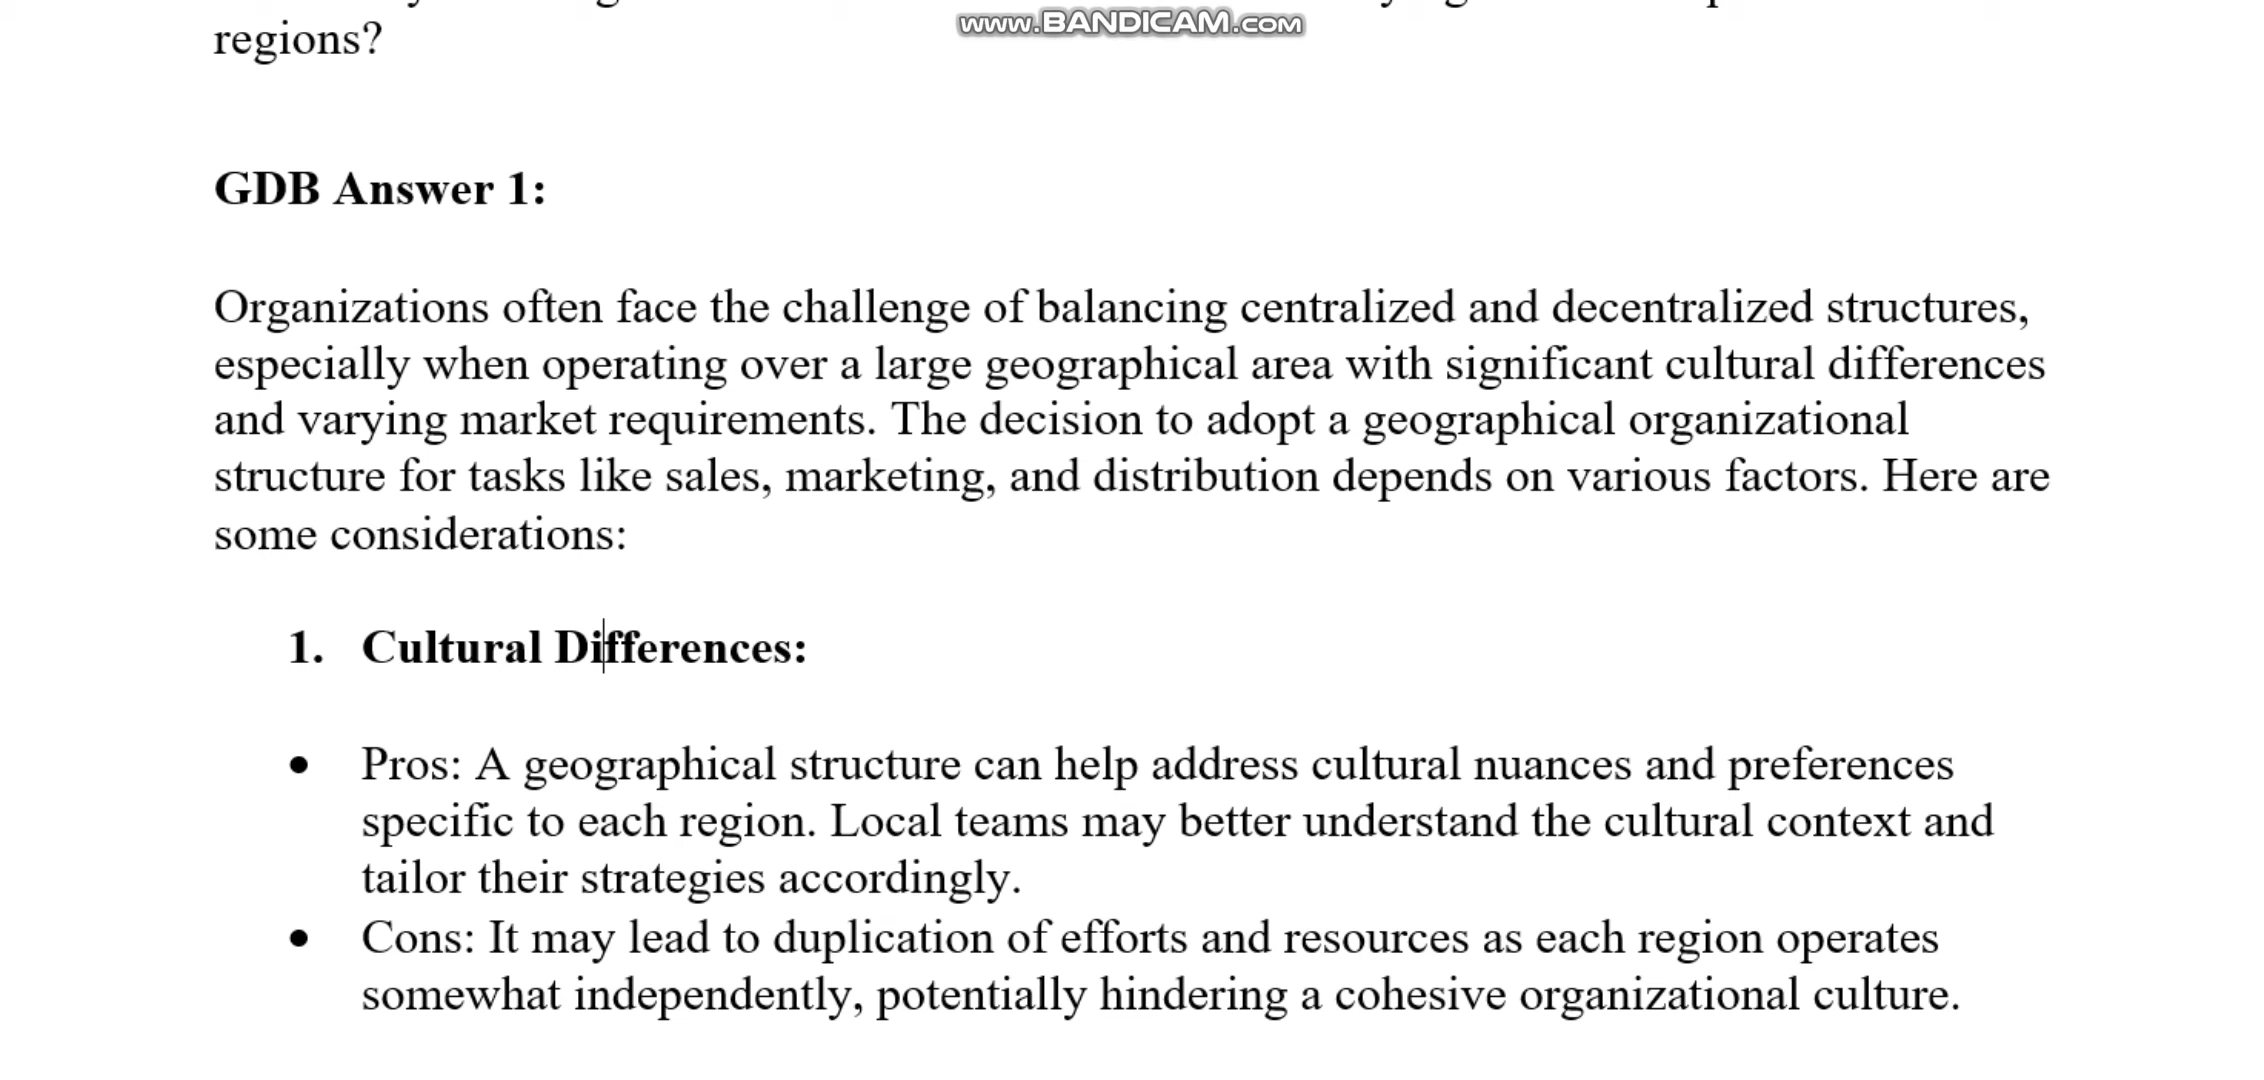 www.BANDICAM.com
regions?
GDB Answer 1:
Organizations often face the challenge of balancing centralized and decentralized structures,
especially when operating over a large geographical area with significant cultural differences
and varying market requirements. The decision to adopt a geographical organizational
structure for tasks like sales, marketing, and distribution depends on various factors. Here are
some considerations:
1. Cultural Differences:
• Pros: A geographical structure can help address cultural nuances and preferences
specific to each region. Local teams may better understand the cultural context and
tailor their strategies accordingly.
• Cons: It may lead to duplication of efforts and resources as each region operates
somewhat independently, potentially hindering a cohesive organizational culture.